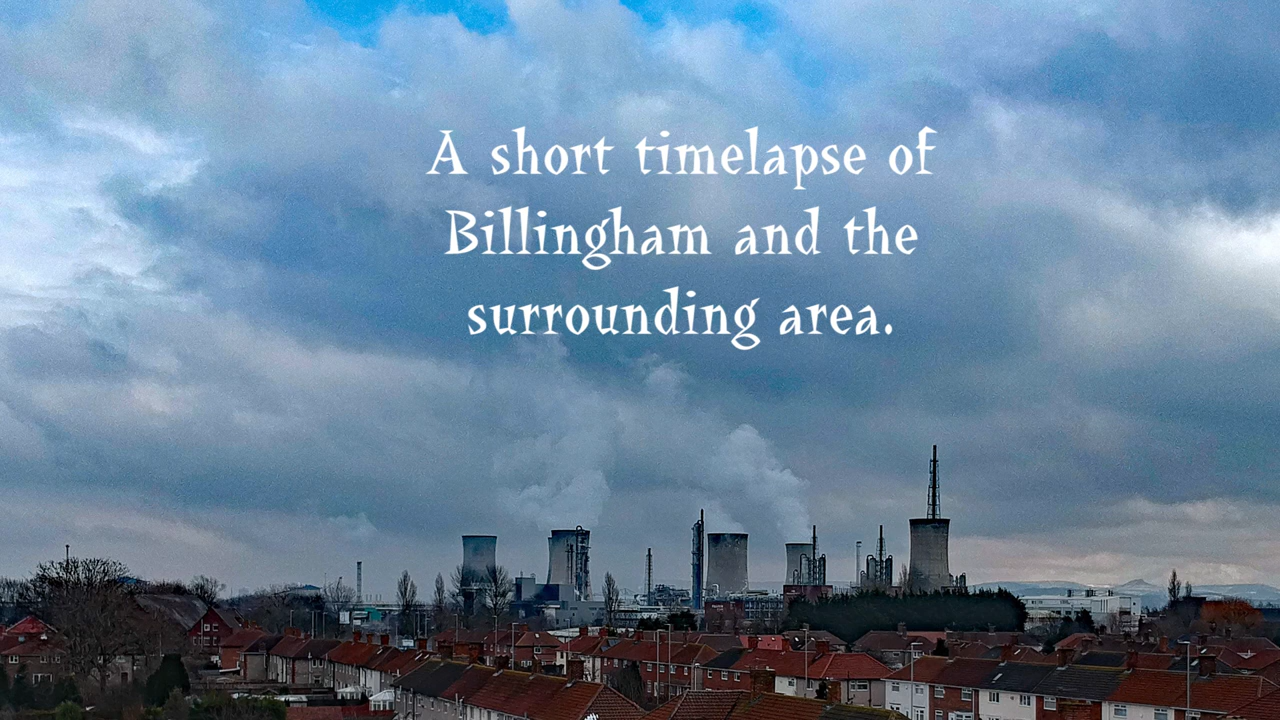 A short timelapse of
Billingham and the
surrounding area.